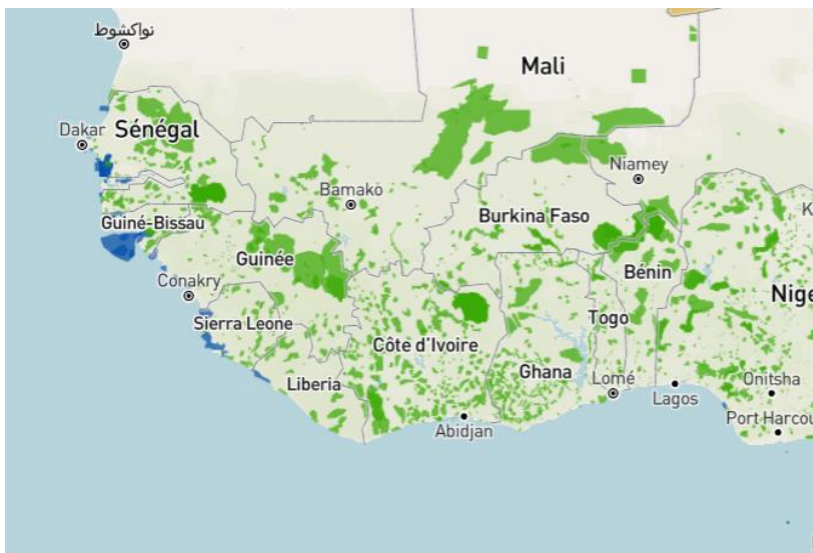 نواكشوط
Mali
Dakar
Sénégal
Niamey
Bamako
Guiné-Bissau
Burkina Faso
Guinée
Bénin
Conakry
Nige
Sierra Leone
Togo
Côte d'Ivoire
Ghana
Liberia
Lomé
Onitsha
Lagos
Abidjan
Port Harcou